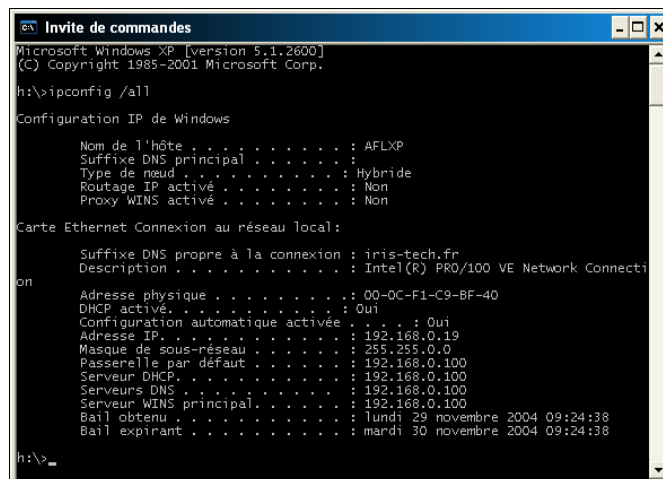 Invite de commandes
Microsoft Windows XP [version 5.1.2600]
(C) Copyright 1985-2001 Microsoft Corp.
h:\>ipconfig /all
Configuration IP de Windows
Nom de l'hôte . . . . . . . . . . : AFLXP
Suffixe DNS principal . . . . . . :
Type de nœud . . . . . . . . . . : Hybride
Routage IP activé . . . . . . . . : Non
Proxy WINS activé . . . . . . . . : Non
Carte Ethernet Connexion au réseau local:
Suffixe DNS propre à la connexion : iris-tech.fr
Description . . . . . . . . . . . : Intel(R) PRO/100 VE Network Connecti
on
Adresse physique . . . . . . . . .: 00-0C-F1-C9-BF-40
DHCP activé. . . . . . . . . . . : Oui
Configuration automatique activée . . . . : Oui
Adresse IP. . . . . . . . . . . . : 192.168.0.19
Masque de sous-réseau . . . . . . : 255.255.0.0
Passerelle par défaut . . . . . . : 192.168.0.100
Serveur DHCP. . . . . . . . . . . : 192.168.0.100
Serveurs DNS . . . . . . . . . . : 192.168.0.100
Serveur WINS principal. . . . . . : 192.168.0.100
Bail obtenu . . . . . . . . . . . : lundi 29 novembre 2004 09:24:38
Bail expirant . . . . . . . . . . : mardi 30 novembre 2004 09:24:38
h:\>_